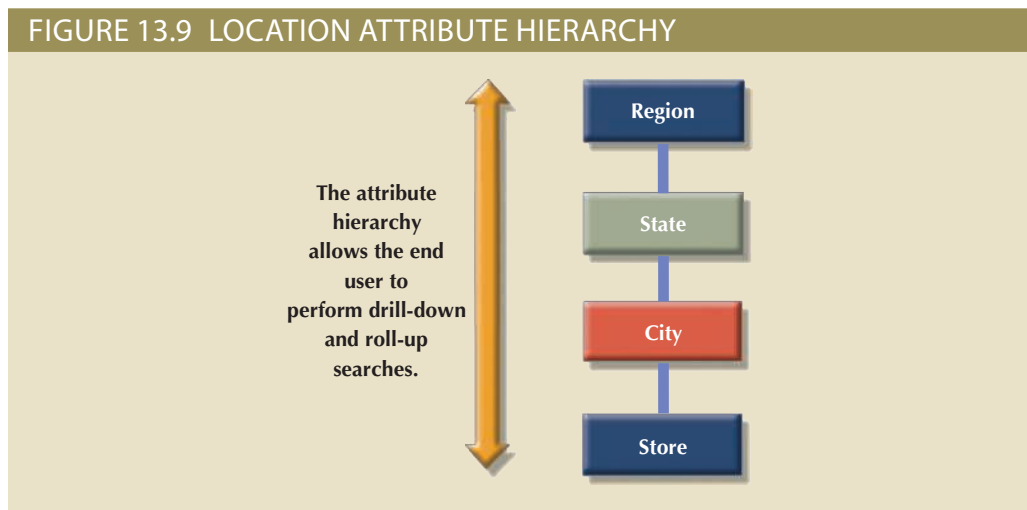 FIGURE 13.9 LOCATION ATTRIBUTE HIERARCHY
The attribute
hierarchy
allows the end
user to
perform drill-down
and roll-up
searches.
Region
State
City
Store